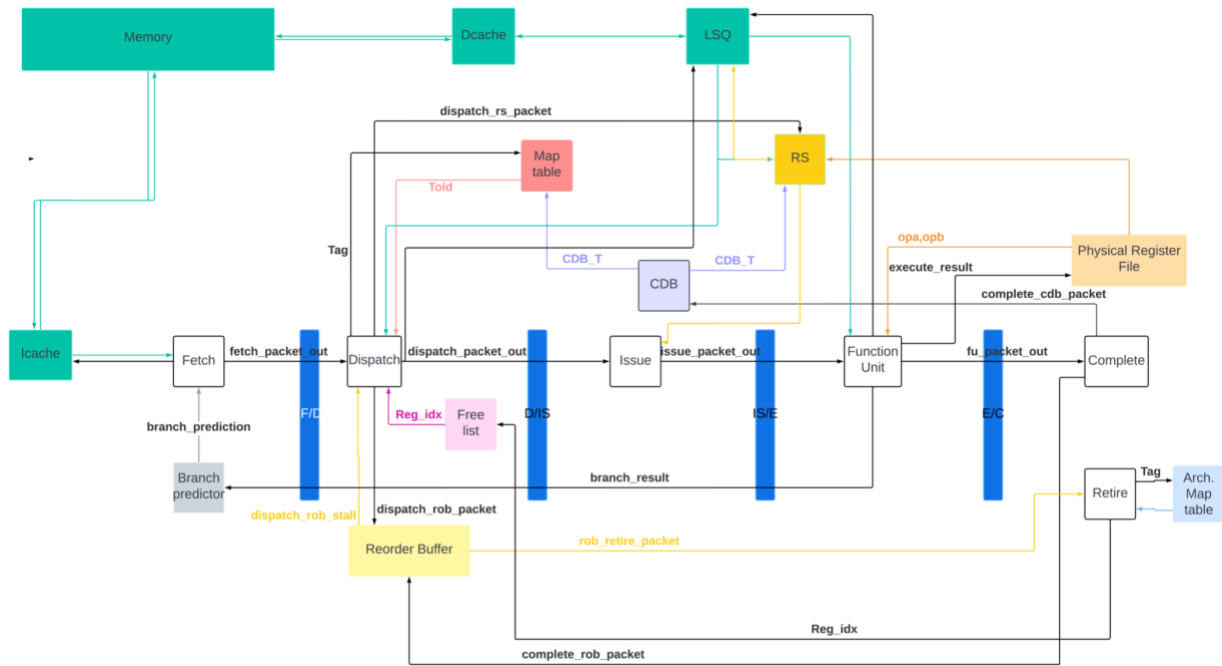 Memory
Dcache
LSQ
dispatch_rs_packet
Map
table
RS
Told
Tag
CDB_T
CDB
CDB_T
opa,opb
execute_result
Physical Register
File
complete_cdb_packet
Icache
Fetch
fetch_packet_out
F/D
Dispatch
dispatch_packet_out
D/IS
Issue
issue_packet_out
IS/E
Function
Unit
fu_packet_out
E/C
Complete
branch_prediction
Reg_idx
Free
list
Branch
predictor
branch_result
dispatch_rob_stall
dispatch_rob_packet
Retire
Tag
Arch.
Map
table
Reorder Buffer
rob_retire_packet
Reg_idx
complete_rob_packet